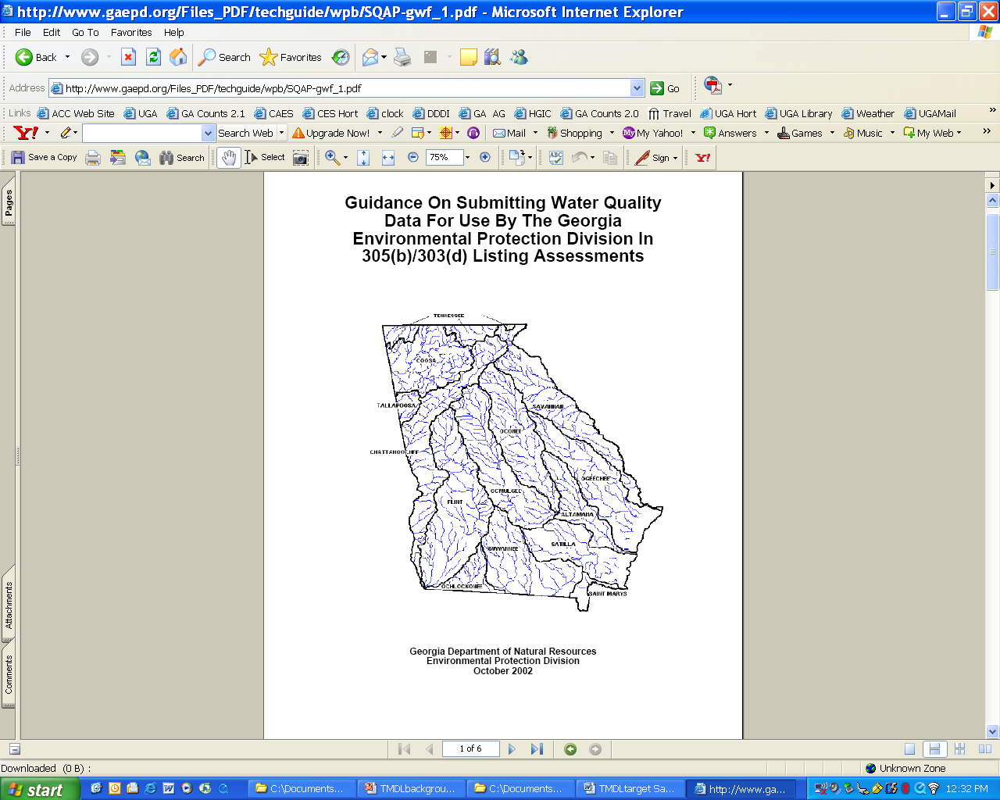 http://www.gaepd.org/Files_PDF/techguide/wpb/SQAP-gwf_1.pdf - Microsoft Internet Explorer
File Edit Go To Favorites Help
Back Search Favorites
Address http://www.gaepd.org/Files_PDF/techguide/wpb/SQAP-gwf_1.pdf Go
Links ACC Web Site UGA GA Counts 2.1 CAES CES Hort clock DDDI GA AG HGIC GA Counts 2.0 Travel UGA Hort UGA Library Weather UGAMail »
Y! Search Web Upgrade Now! Mail Shopping My Yahoo! Answers Games Music My Web »
Save a Copy Search Select 75% Sign Y!
Pages
Guidance On Submitting Water Quality
Data For Use By The Georgia
Environmental Protection Division In
305(b)/303(d) Listing Assessments
TENNESSEE
COOSA
TALLAPOOSA
SAVANNAH
OCONEE
CHATTAHOOCHEE
OGEECHEE
OCMULGEE
FLINT
ALTAMAHA
SATILLA
SUWANNEE
OCHLOCKONEE
SAINT MARYS
Attachments
Comments
Georgia Department of Natural Resources
Environmental Protection Division
October 2002
1 of 6
Downloaded (0 B) : Unknown Zone
start C:\Documents... TMDLbackgrou... C:\Documents... TMDLtarget Sa... http://www.ga... 12:32 PM